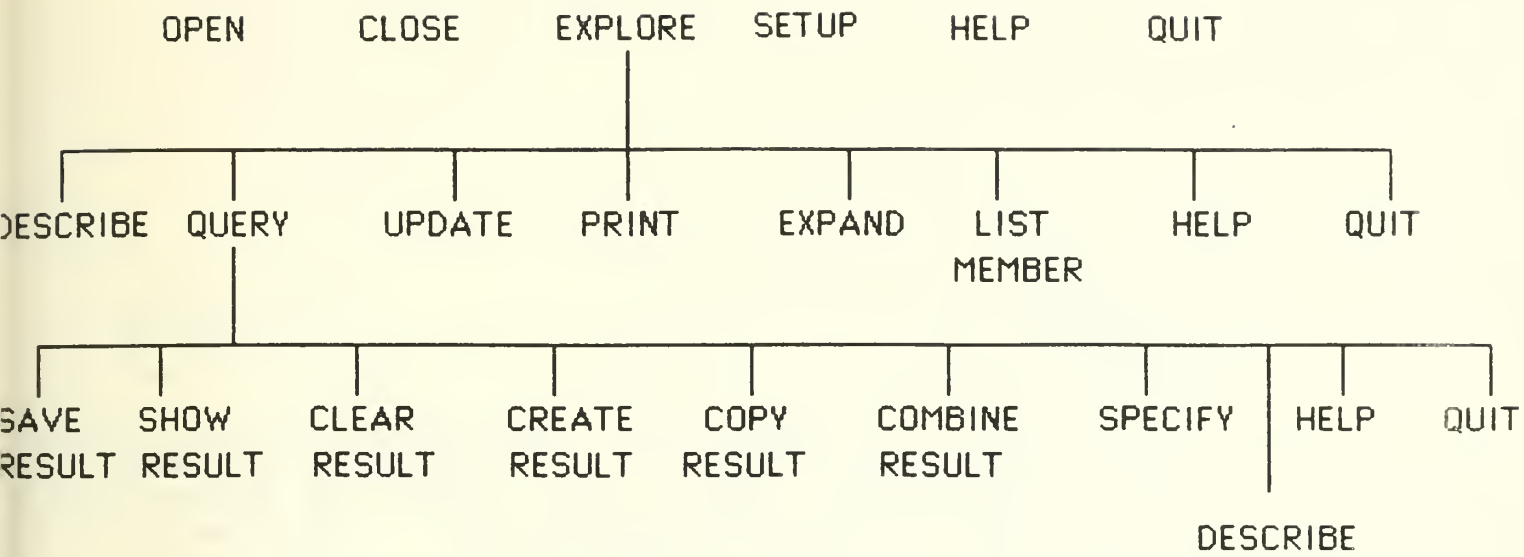 OPEN CLOSE EXPLORE SETUP HELP QUIT
DESCRIBE QUERY UPDATE PRINT EXPAND LIST MEMBER HELP QUIT
SAVE RESULT SHOW RESULT CLEAR RESULT CREATE RESULT COPY RESULT COMBINE RESULT SPECIFY HELP QUIT
DESCRIBE